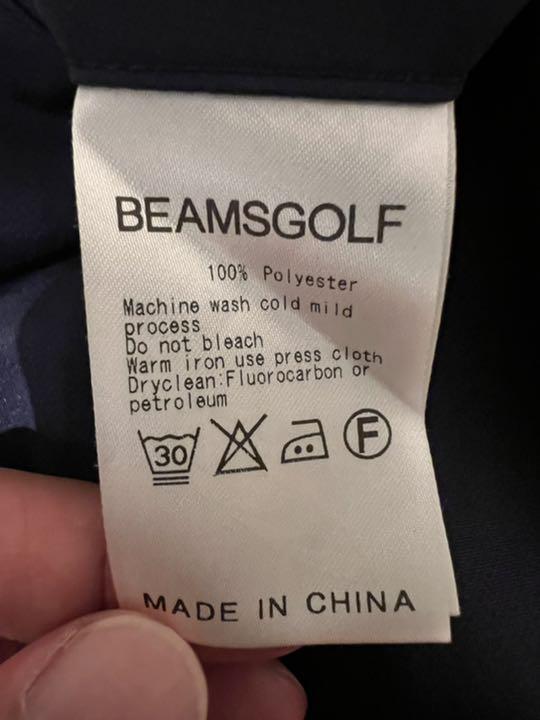 BEAMSGOLF
100% Polyester
Machine wash cold mild
process
Do not bleach
Warm iron use press cloth
Dryclean:Fluorocarbon or
petroleum
30 F
MADE IN CHINA